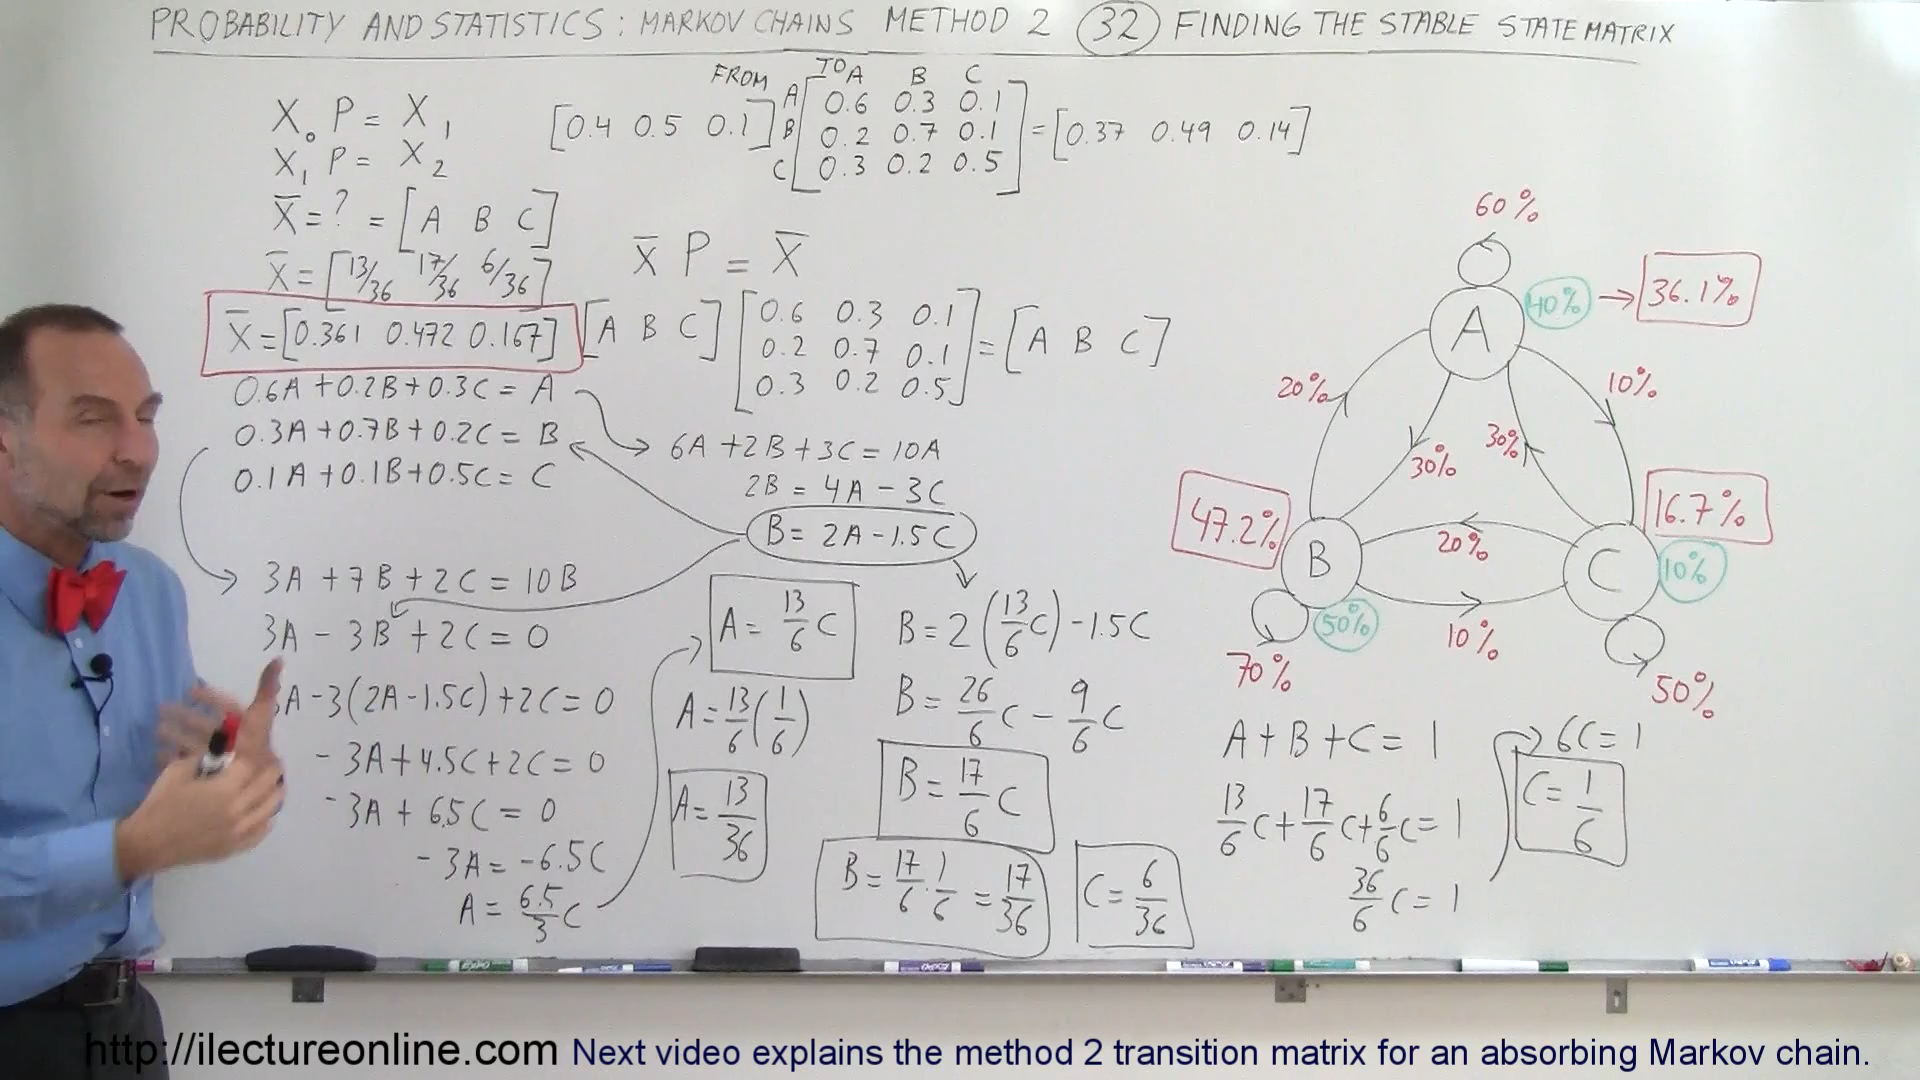 PROBABILITY AND STATISTICS: MARKOV CHAINS METHOD 2 32 FINDING THE STABLE STATE MATRIX
X₀ P = X₁
X₁ P = X₂
X̄ = ? = [A B C]
X̄ = [13/36 17/36 6/36]
X̄ = [0.361 0.472 0.167]
0.6A + 0.2B + 0.3C = A
0.3A + 0.7B + 0.2C = B
0.1A + 0.1B + 0.5C = C
3A + 7B + 2C = 10B
3A - 3B + 2C = 0
3A - 3(2A - 1.5C) + 2C = 0
-3A + 4.5C + 2C = 0
-3A + 6.5C = 0
-3A = -6.5C
A = 6.5/3 C
FROM TO A B C
[0.4 0.5 0.1] A [0.6 0.3 0.1] = [0.37 0.49 0.14]
B 0.2 0.7 0.1
C 0.3 0.2 0.5
X̄ P = X̄
[A B C] [0.6 0.3 0.1] = [A B C]
0.2 0.7 0.1
0.3 0.2 0.5
6A + 2B + 3C = 10A
2B = 4A - 3C
B = 2A - 1.5C
A = 13/6 C
A = 13/6 (1/6)
A = 13/36
B = 2(13/6 C) - 1.5C
B = 26/6 C - 9/6 C
B = 17/6 C
B = 17/6 · 1/6 = 17/36
C = 6/36
60%
A 40% → 36.1%
20%
10%
30%
30%
47.2%
16.7%
B
20%
C
10%
50%
10%
70%
50%
A + B + C = 1
13/6 C + 17/6 C + 6/6 C = 1
36/6 C = 1
6C = 1
C = 1/6
http://ilectureonline.com Next video explains the method 2 transition matrix for an absorbing Markov chain.